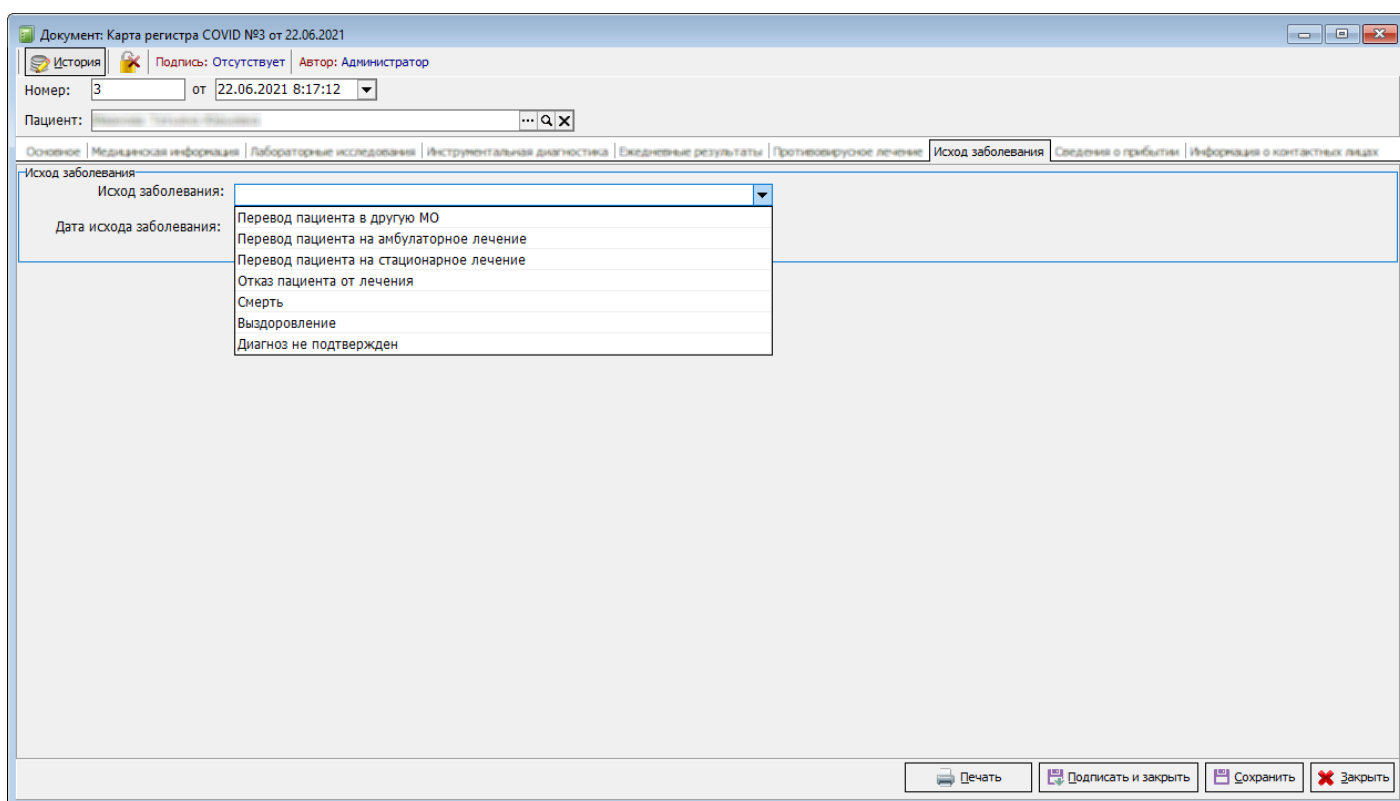 Документ: Карта регистра COVID №3 от 22.06.2021
История Подпись: Отсутствует Автор: Администратор
Номер: 3 от 22.06.2021 8:17:12
Пациент:
Основное Медицинская информация Лабораторные исследования Инструментальная диагностика Ежедневные результаты Противовирусное лечение Исход заболевания Сведения о прибытии Информация о контактных лицах
Исход заболевания
Исход заболевания:
Дата исхода заболевания:
Перевод пациента в другую МО
Перевод пациента на амбулаторное лечение
Перевод пациента на стационарное лечение
Отказ пациента от лечения
Смерть
Выздоровление
Диагноз не подтвержден
Печать Подписать и закрыть Сохранить Закрыть